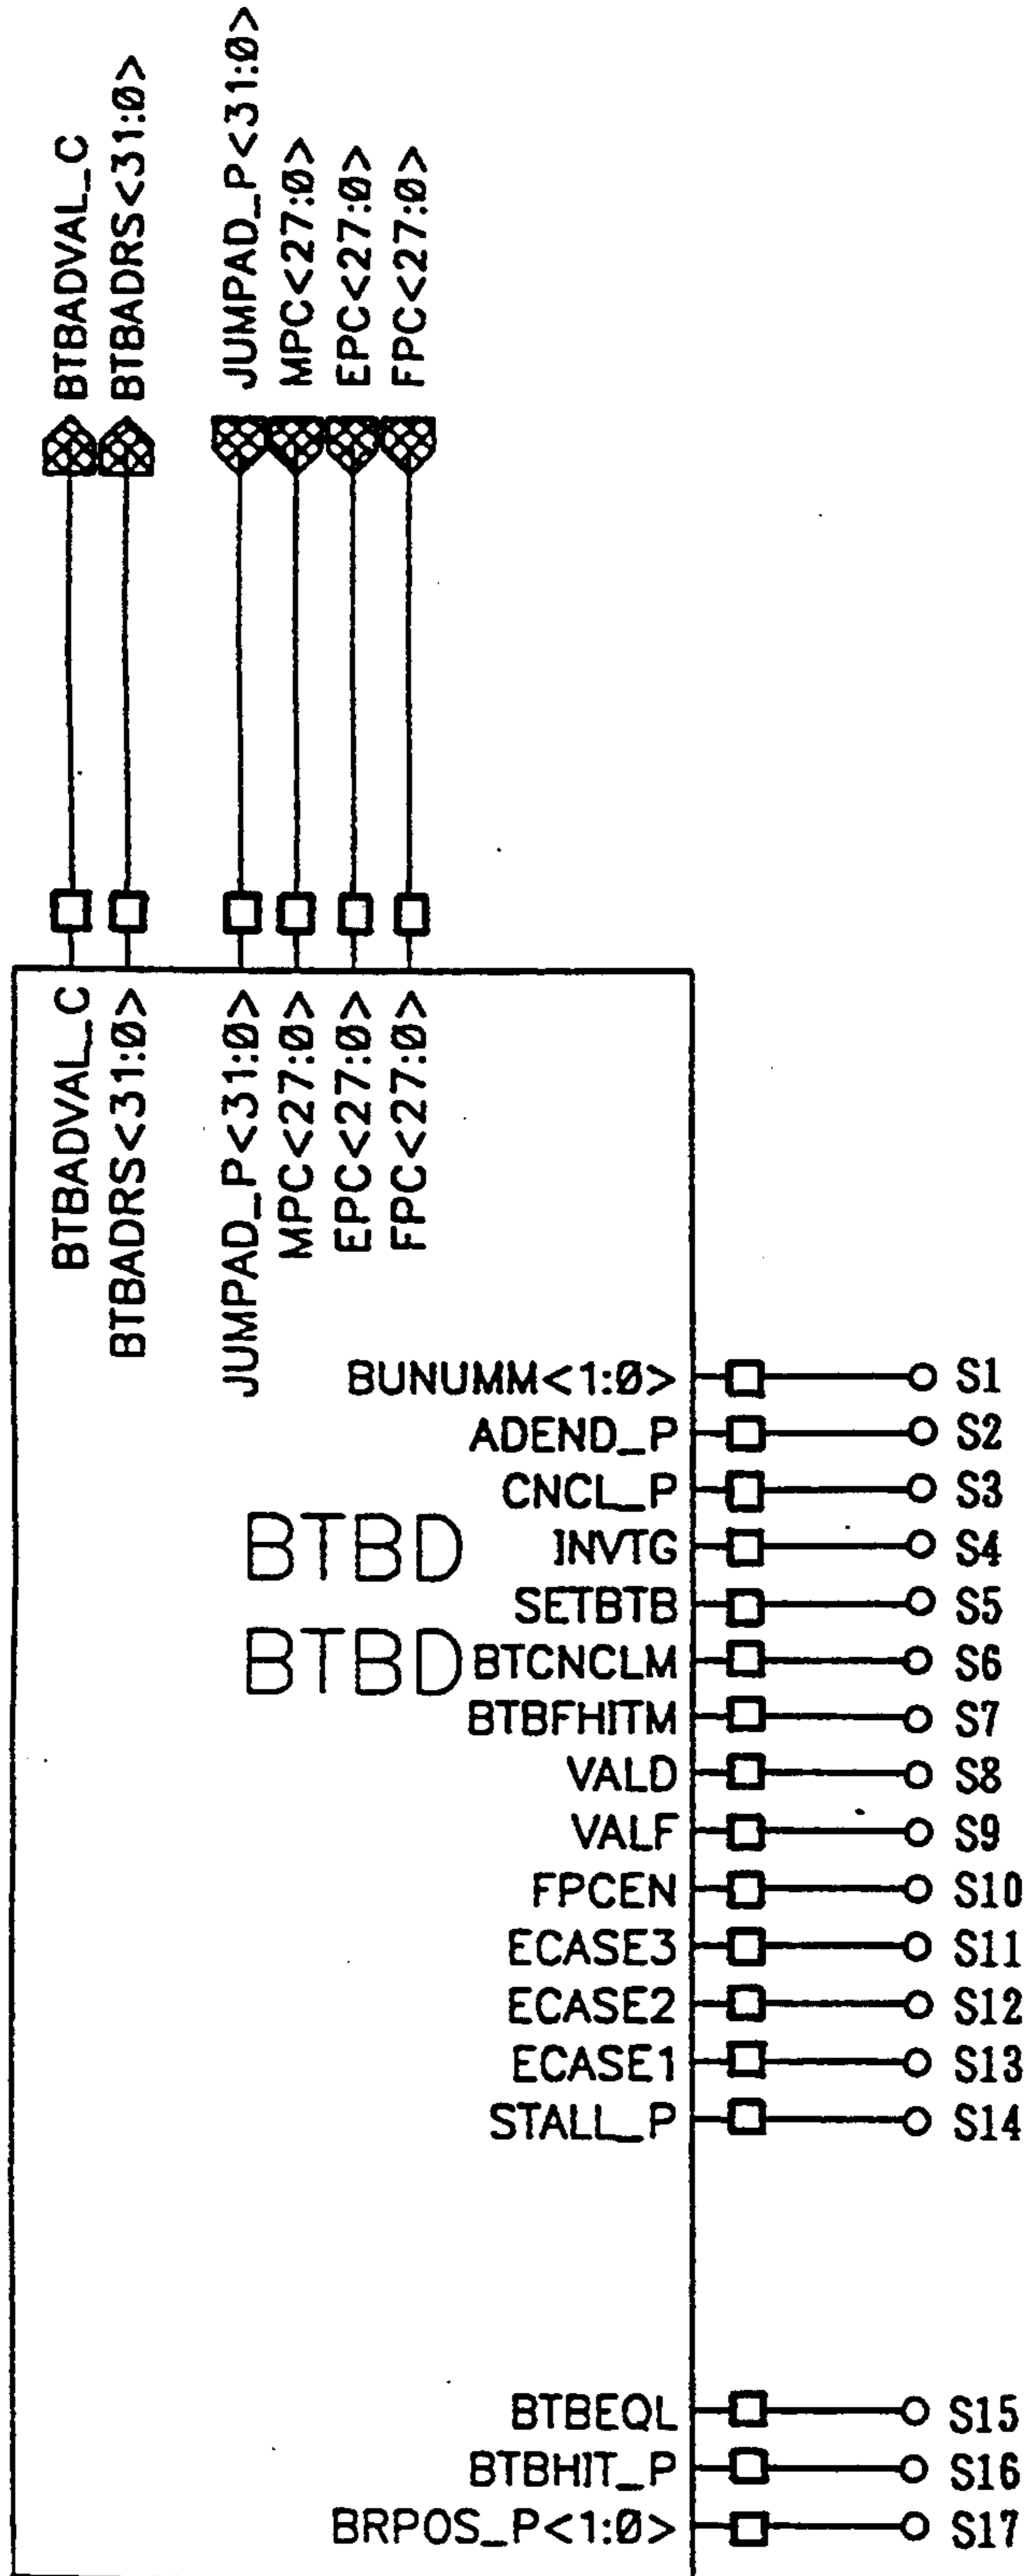 BTBADVAL_C
BTBADRS<31:0>
JUMPAD_P<31:0>
MPC<27:0>
EPC<27:0>
FPC<27:0>
BTBADVAL_C
BTBADRS<31:0>
JUMPAD_P<31:0>
MPC<27:0>
EPC<27:0>
FPC<27:0>
BUNUMM<1:0> S1
ADEND_P S2
CNCL_P S3
BTBD
INVTG S4
SETBTB S5
BTBD
BTCNCLM S6
BTBFHITM S7
VALD S8
VALF S9
FPCEN S10
ECASE3 S11
ECASE2 S12
ECASE1 S13
STALL_P S14
BTBEQL S15
BTBHIT_P S16
BRPOS_P<1:0> S17